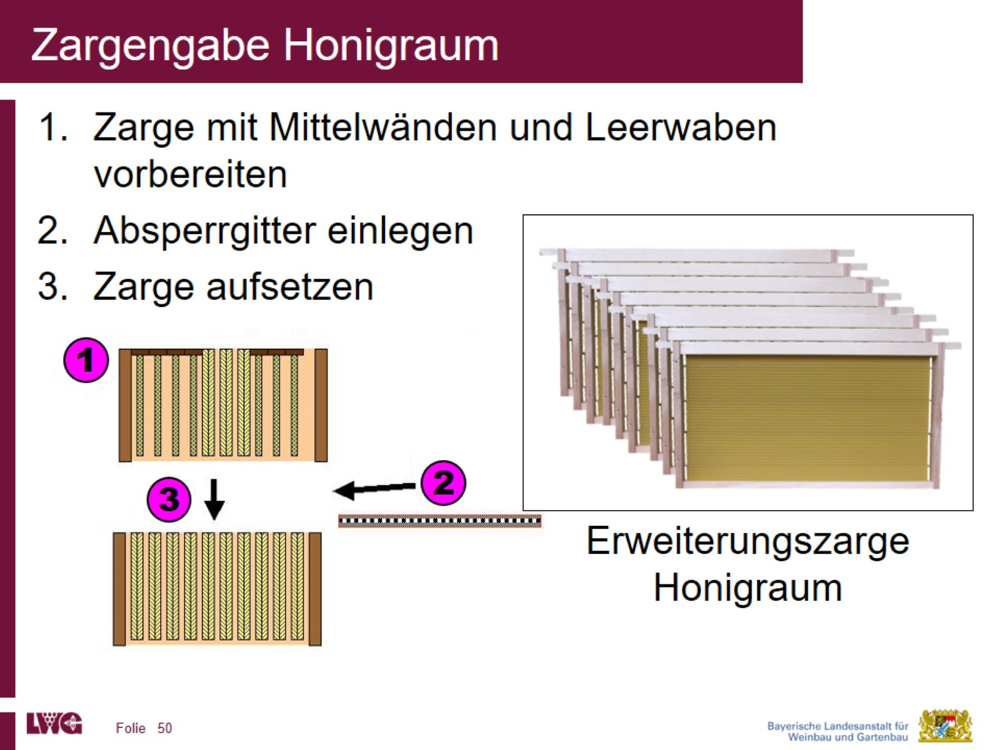 Zargengabe Honigraum
1. Zarge mit Mittelwänden und Leerwaben
vorbereiten
2. Absperrgitter einlegen
3. Zarge aufsetzen
1
2
3
Erweiterungszarge
Honigraum
LWG
Folie 50
Bayerische Landesanstalt für
Weinbau und Gartenbau